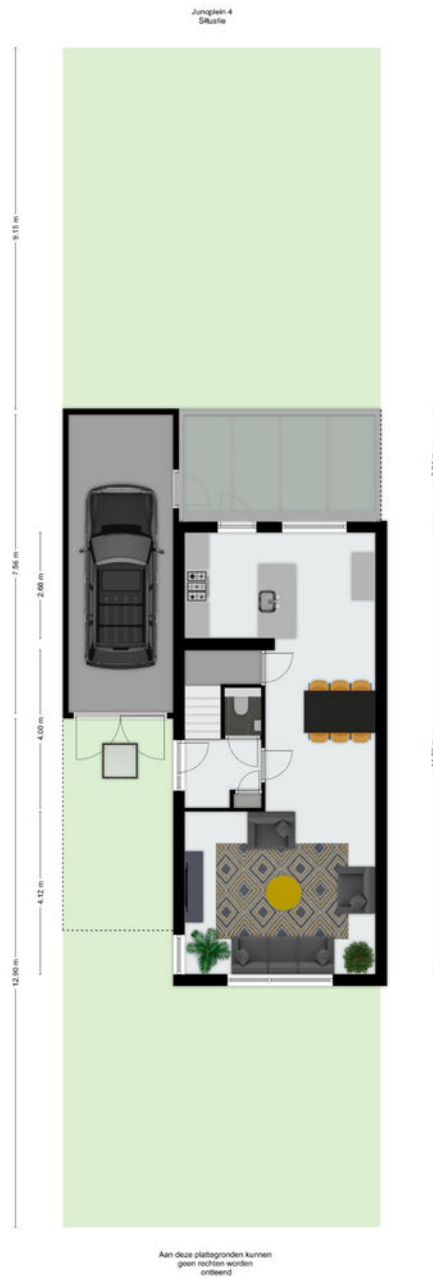 Junoplein 4
Situatie
9.15 m
7.56 m
2.68 m
4.00 m
4.12 m
12.90 m
Aan deze plattegronden kunnen
geen rechten worden
ontleend